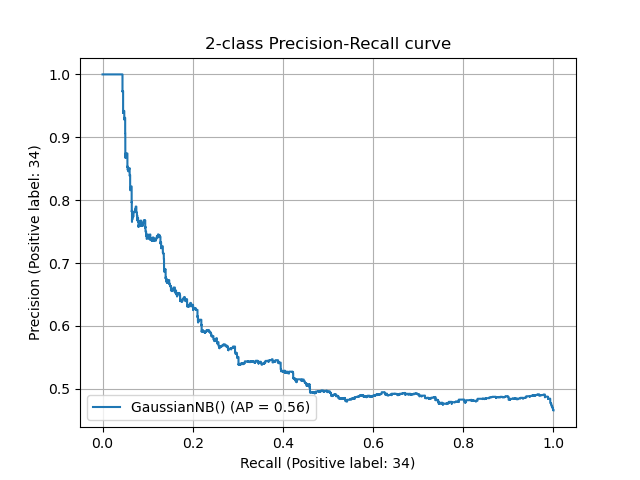 2-class Precision-Recall curve
Precision (Positive label: 34)
1.0
0.9
0.8
0.7
0.6
0.5
GaussianNB() (AP = 0.56)
0.0 0.2 0.4 0.6 0.8 1.0
Recall (Positive label: 34)